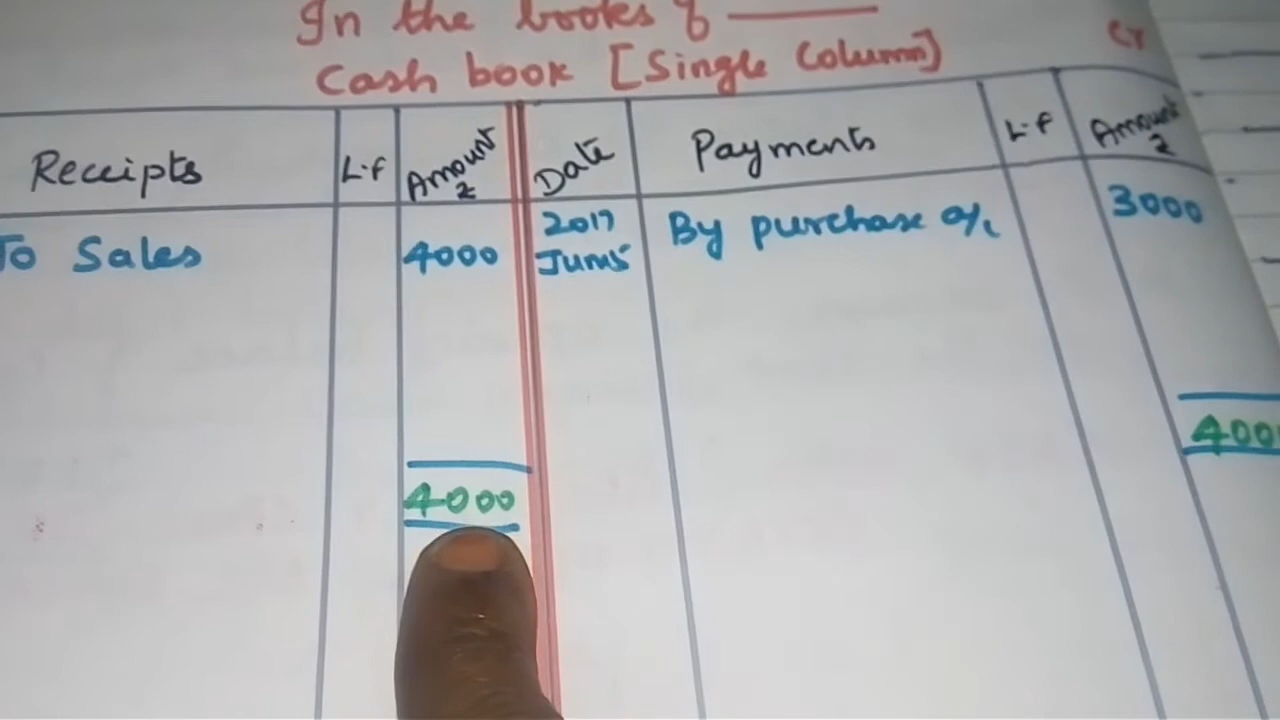 In the books of
Cash book [Single Column]
Cr
Receipts L.f Amount Date Payments L.f Amount
To Sales 4000 2017 By purchase a/c 3000
4000
400